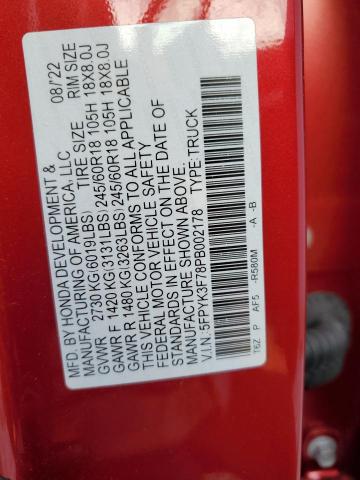 MFD. BY HONDA DEVELOPMENT & 08/22
MANUFACTURING OF AMERICA, LLC.
TIRE SIZE RIM SIZE
GVWR 2730 KG(6019LBS)
GAWR F 1420 KG(3131LBS) 245/60R18 105H 18X8.0J
GAWR R 1480 KG(3263LBS) 245/60R18 105H 18X8.0J
THIS VEHICLE CONFORMS TO ALL APPLICABLE
FEDERAL MOTOR VEHICLE SAFETY
STANDARDS IN EFFECT ON THE DATE OF
MANUFACTURE SHOWN ABOVE.
V.I.N.: 5FPYK3F78PB002178 TYPE: TRUCK
T6Z P AF5 -R580M -A -B